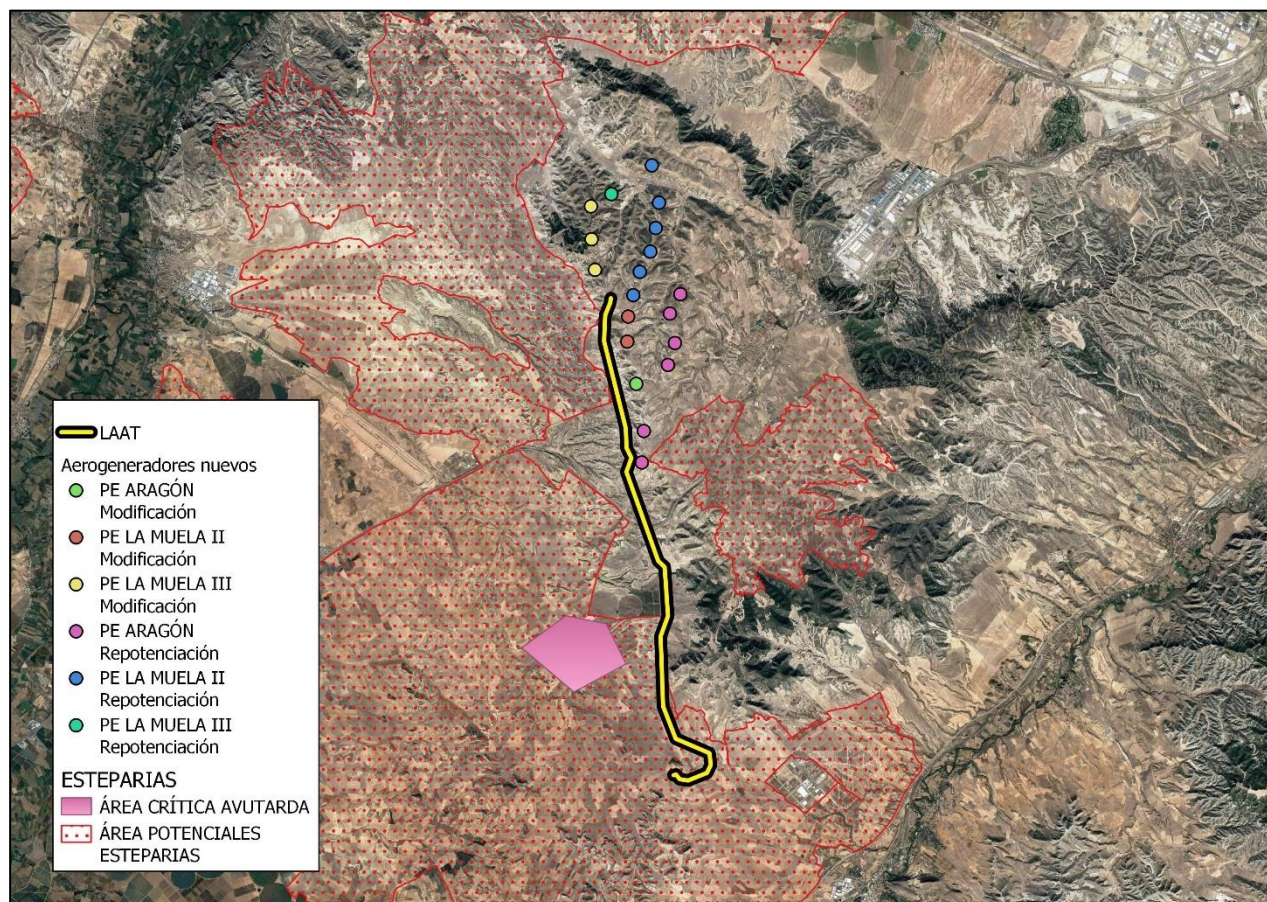 LAAT
Aerogeneradores nuevos
PE ARAGÓN
Modificación
PE LA MUELA II
Modificación
PE LA MUELA III
Modificación
PE ARAGÓN
Repotenciación
PE LA MUELA II
Repotenciación
PE LA MUELA III
Repotenciación
ESTEPARIAS
ÁREA CRÍTICA AVUTARDA
ÁREA POTENCIALES
ESTEPARIAS